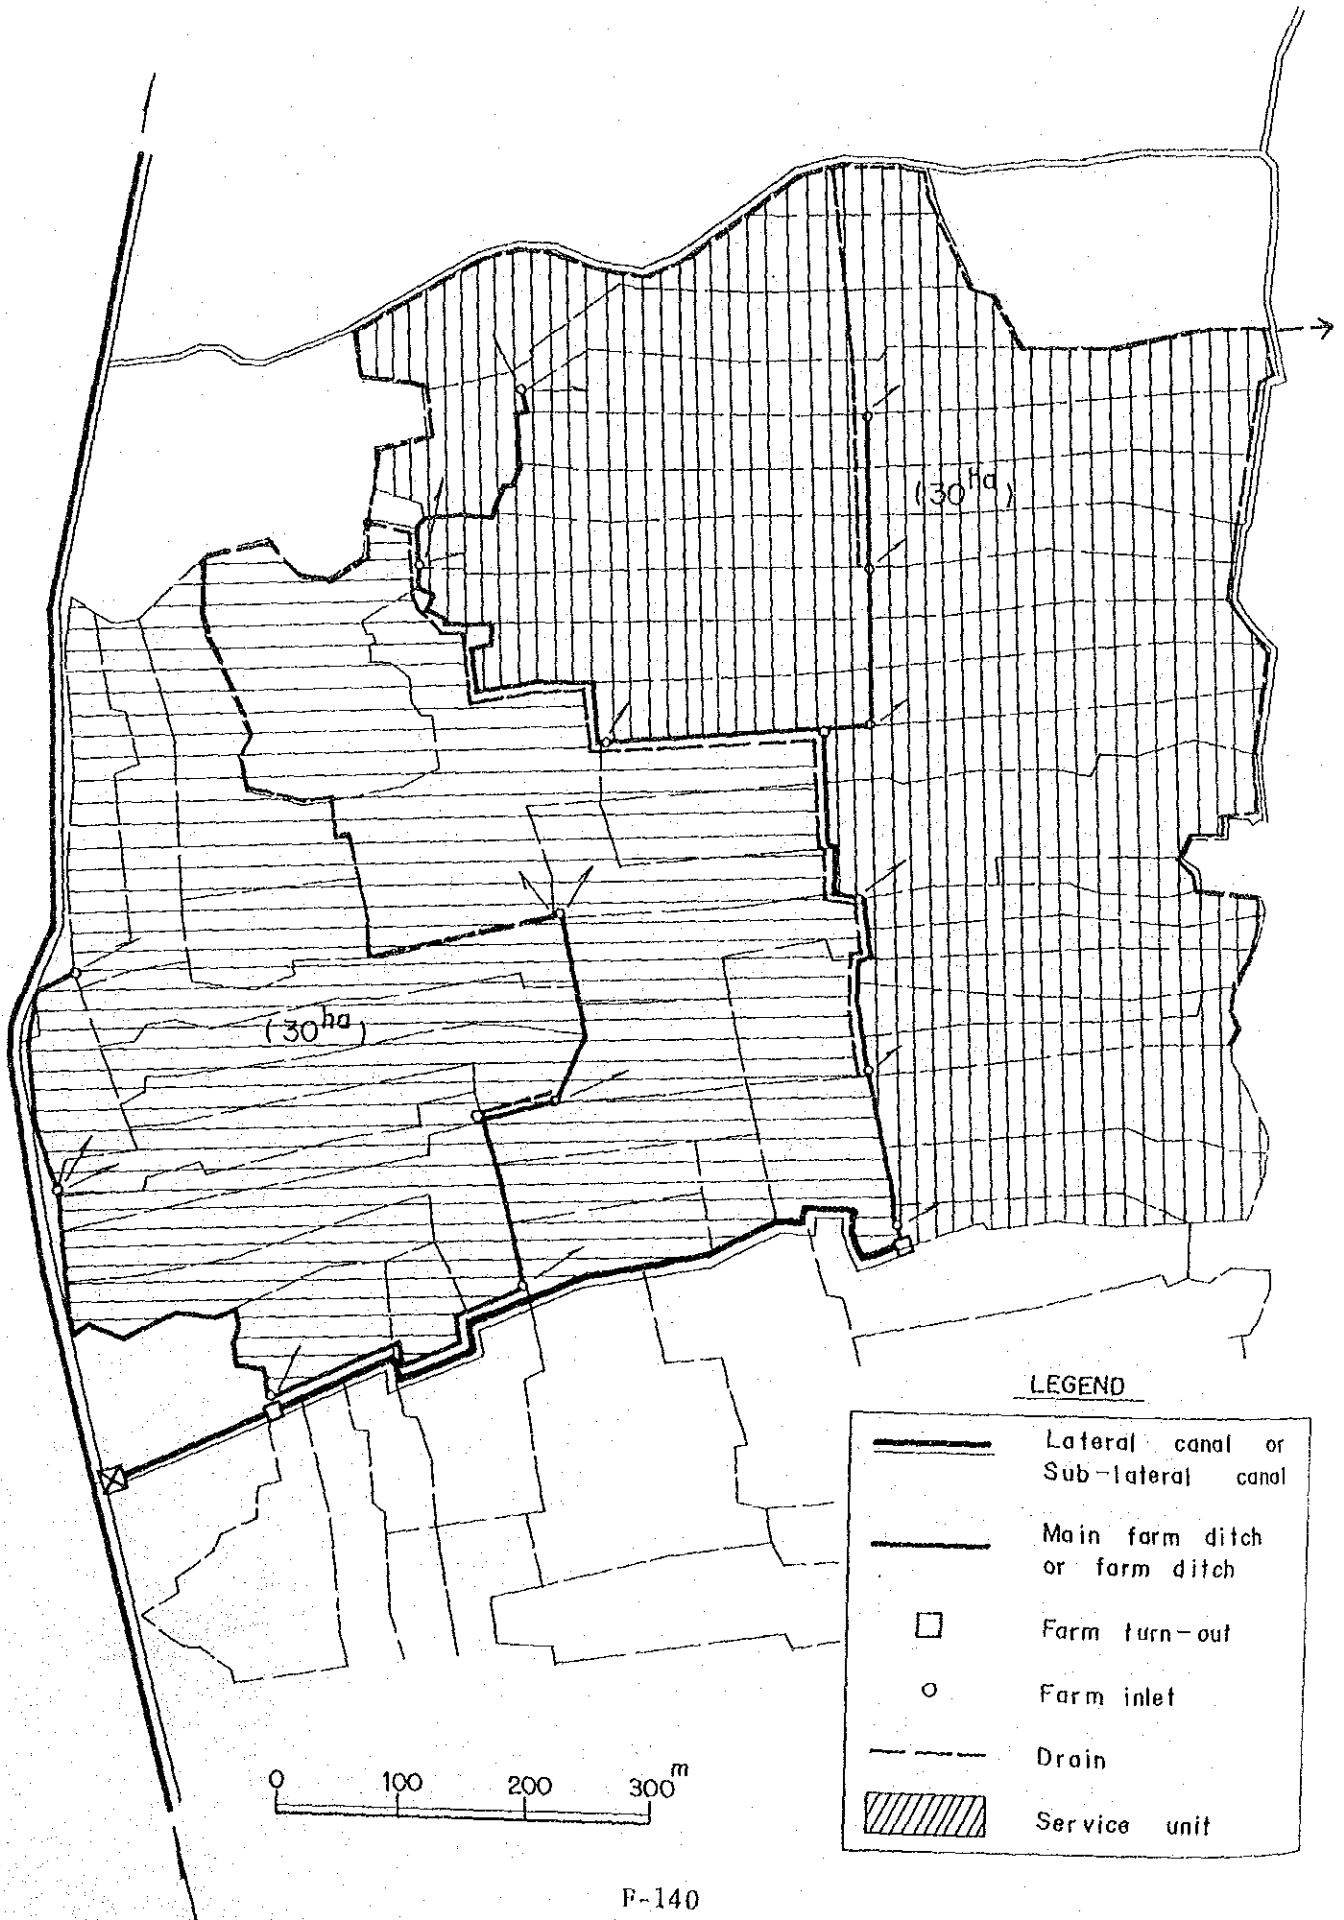 (30ha)
(30ha)
LEGEND
Lateral canal or
Sub-lateral canal
Main farm ditch
or farm ditch
Farm turn-out
Farm inlet
Drain
Service unit
0 100 200 300m
F-140